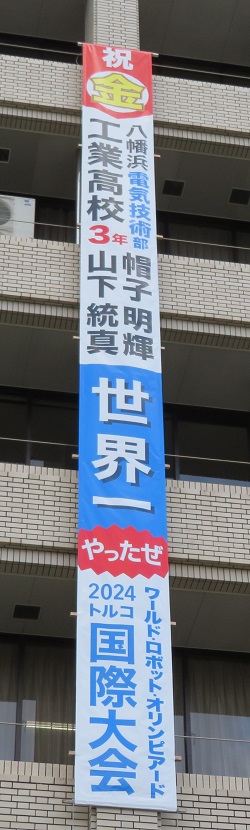 祝
金
八幡浜 電気技術部
工業高校 3年
帽子 明輝
山下 統真
世界一
やったぜ
ワールド・ロボット・オリンピアード
2024
トルコ
国際大会